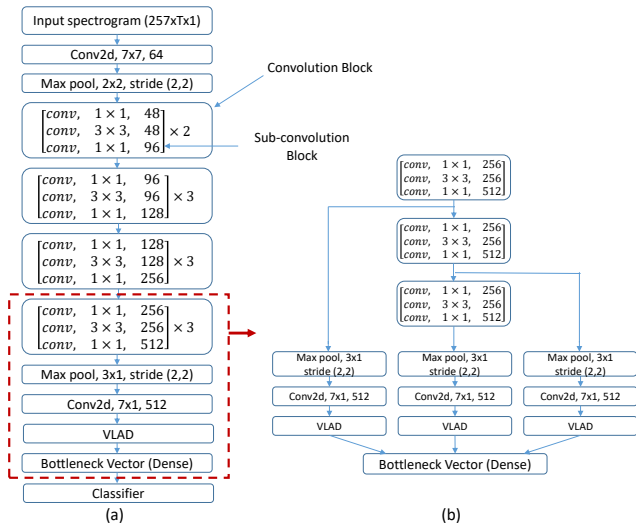 Input spectrogram (257xTx1)
Conv2d, 7x7, 64
Max pool, 2x2, stride (2,2)
Convolution Block
conv, 1 × 1, 48
conv, 3 × 3, 48 × 2
conv, 1 × 1, 96
Sub-convolution
Block
conv, 1 × 1, 96
conv, 3 × 3, 96 × 3
conv, 1 × 1, 128
conv, 1 × 1, 128
conv, 3 × 3, 128 × 3
conv, 1 × 1, 256
conv, 1 × 1, 256
conv, 3 × 3, 256 × 3
conv, 1 × 1, 512
Max pool, 3x1, stride (2,2)
Conv2d, 7x1, 512
VLAD
Bottleneck Vector (Dense)
Classifier
(a)
conv, 1 × 1, 256
conv, 3 × 3, 256
conv, 1 × 1, 512
conv, 1 × 1, 256
conv, 3 × 3, 256
conv, 1 × 1, 512
conv, 1 × 1, 256
conv, 3 × 3, 256
conv, 1 × 1, 512
Max pool, 3x1
stride (2,2)
Conv2d, 7x1, 512
VLAD
Max pool, 3x1
stride (2,2)
Conv2d, 7x1, 512
VLAD
Max pool, 3x1
stride (2,2)
Conv2d, 7x1, 512
VLAD
Bottleneck Vector (Dense)
(b)